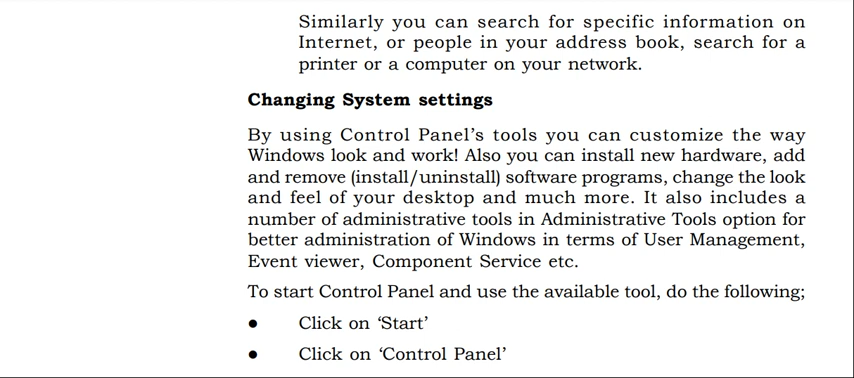 Similarly you can search for specific information on
Internet, or people in your address book, search for a
printer or a computer on your network.
Changing System settings
By using Control Panel's tools you can customize the way
Windows look and work! Also you can install new hardware, add
and remove (install/uninstall) software programs, change the look
and feel of your desktop and much more. It also includes a
number of administrative tools in Administrative Tools option for
better administration of Windows in terms of User Management,
Event viewer, Component Service etc.
To start Control Panel and use the available tool, do the following;
● Click on ‘Start’
● Click on ‘Control Panel’